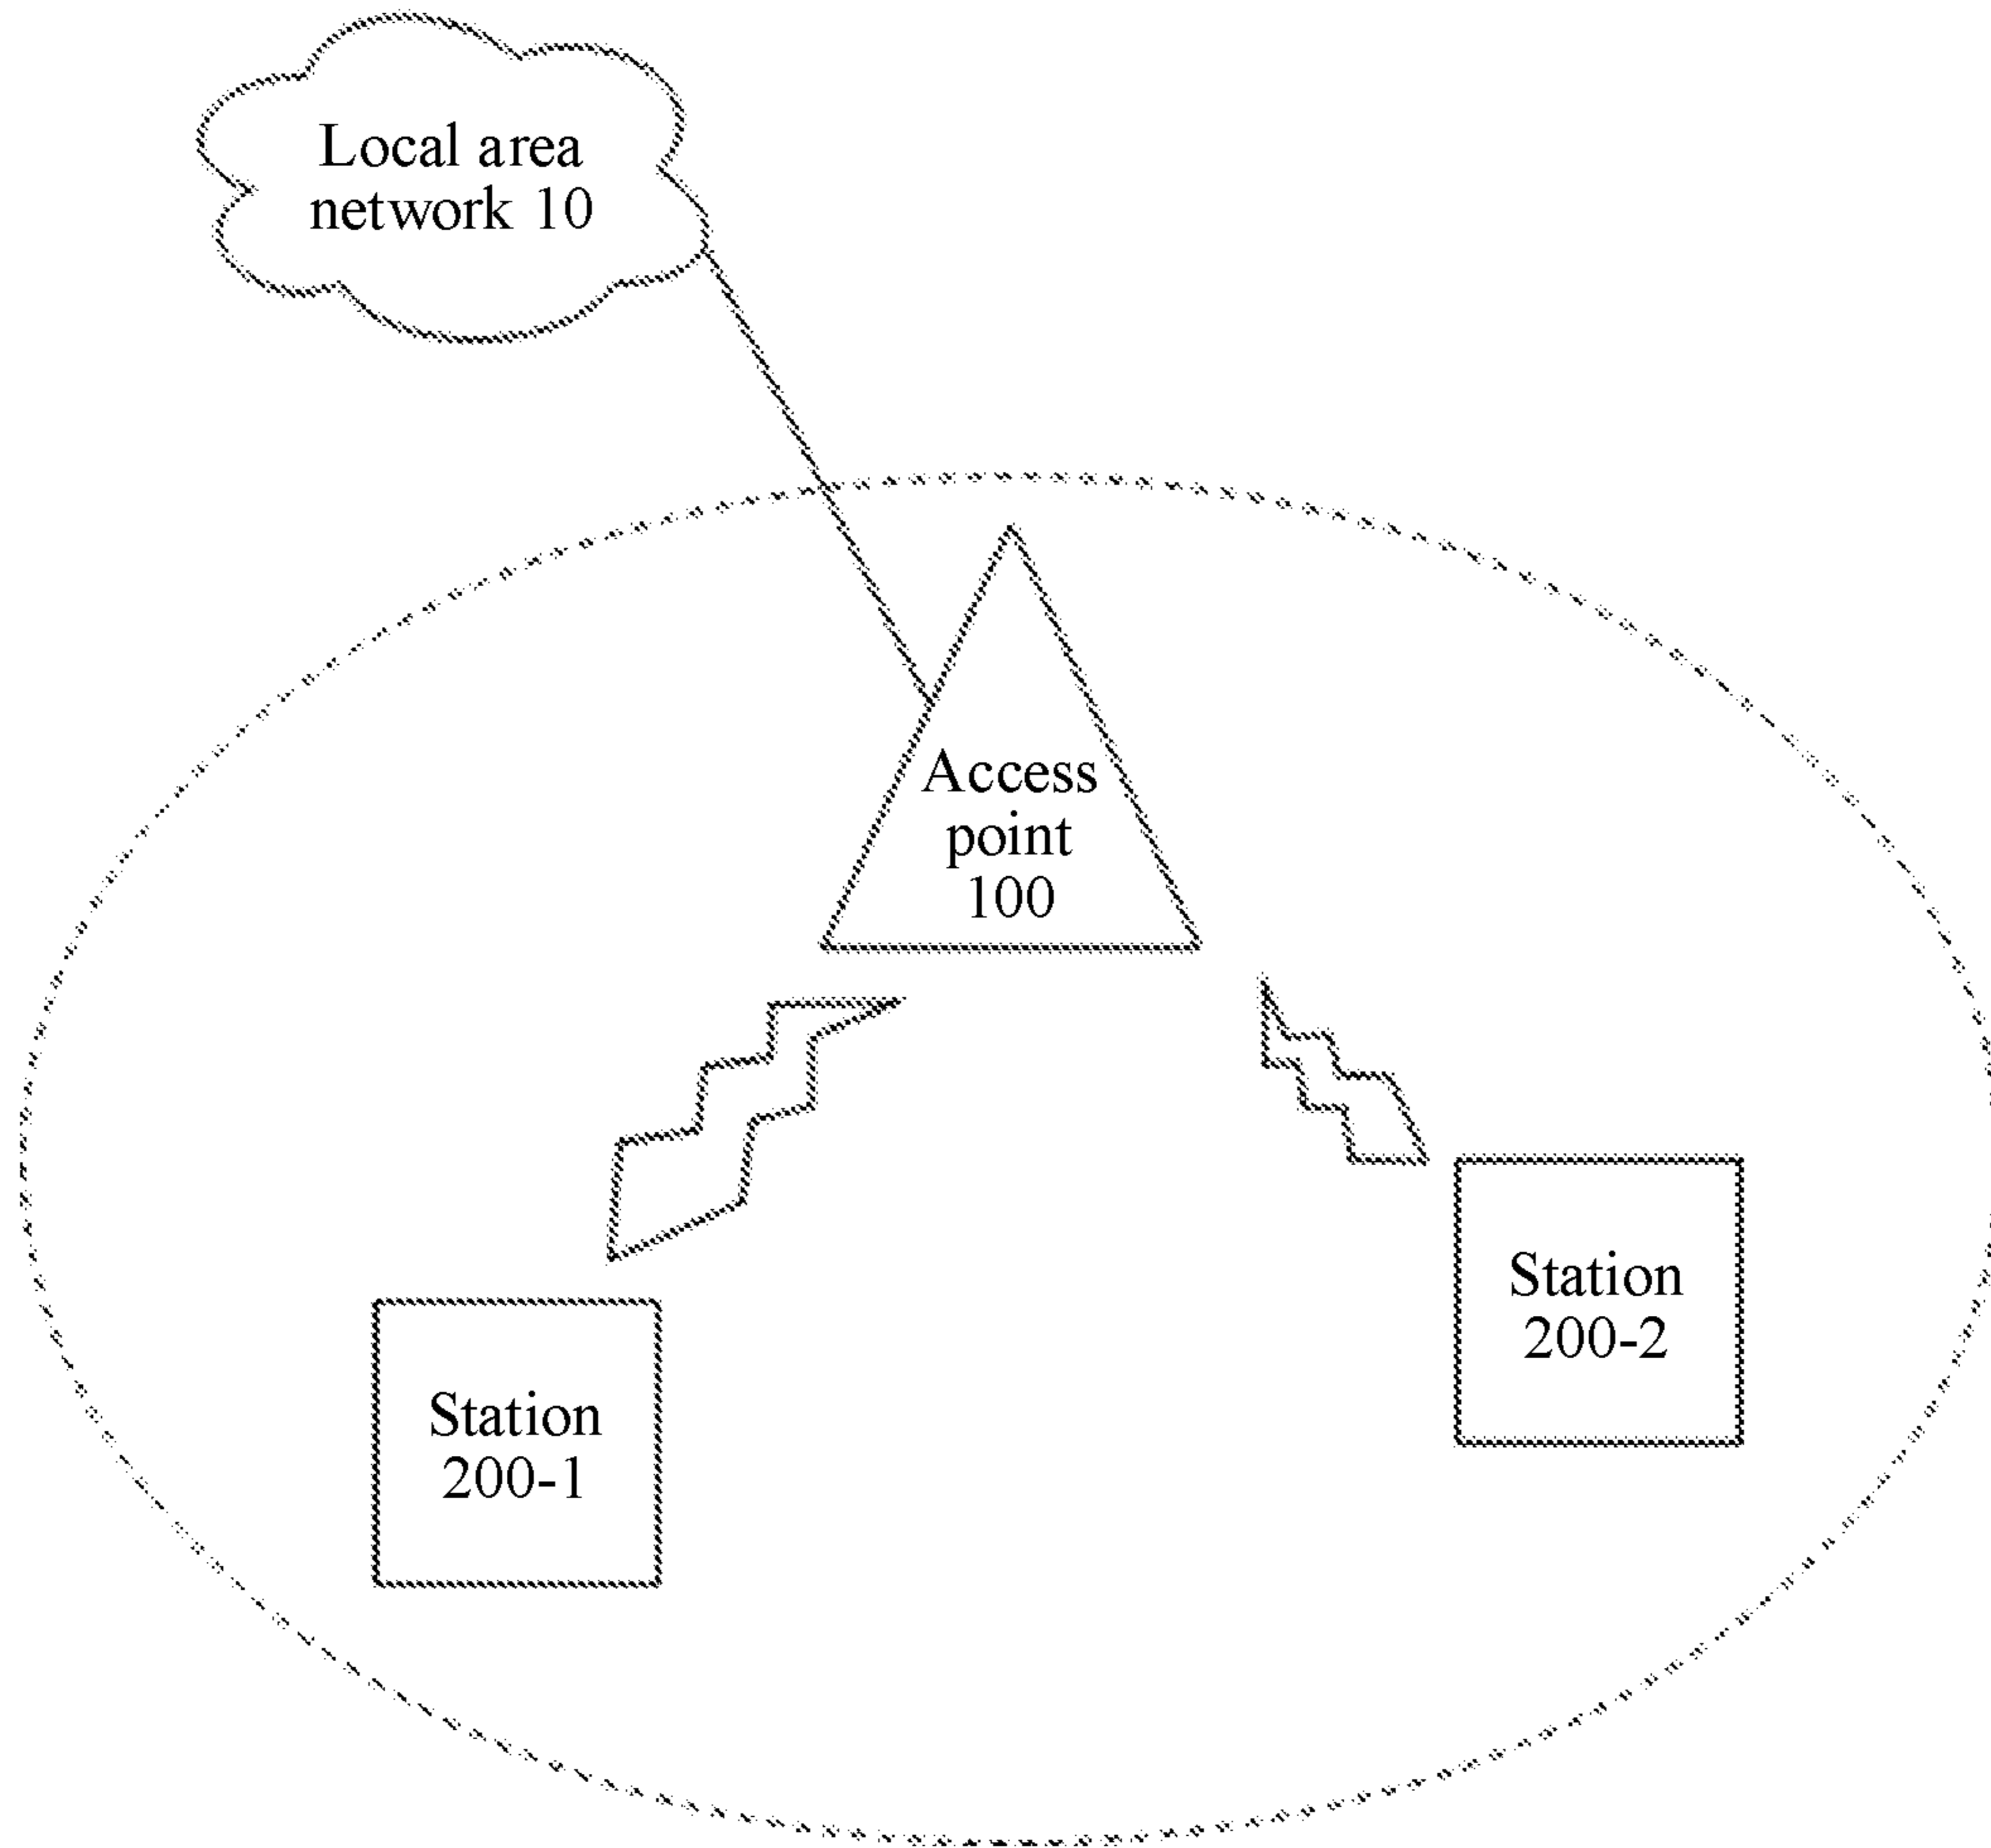 Local area
network 10
Access
point
100
Station
200-2
Station
200-1